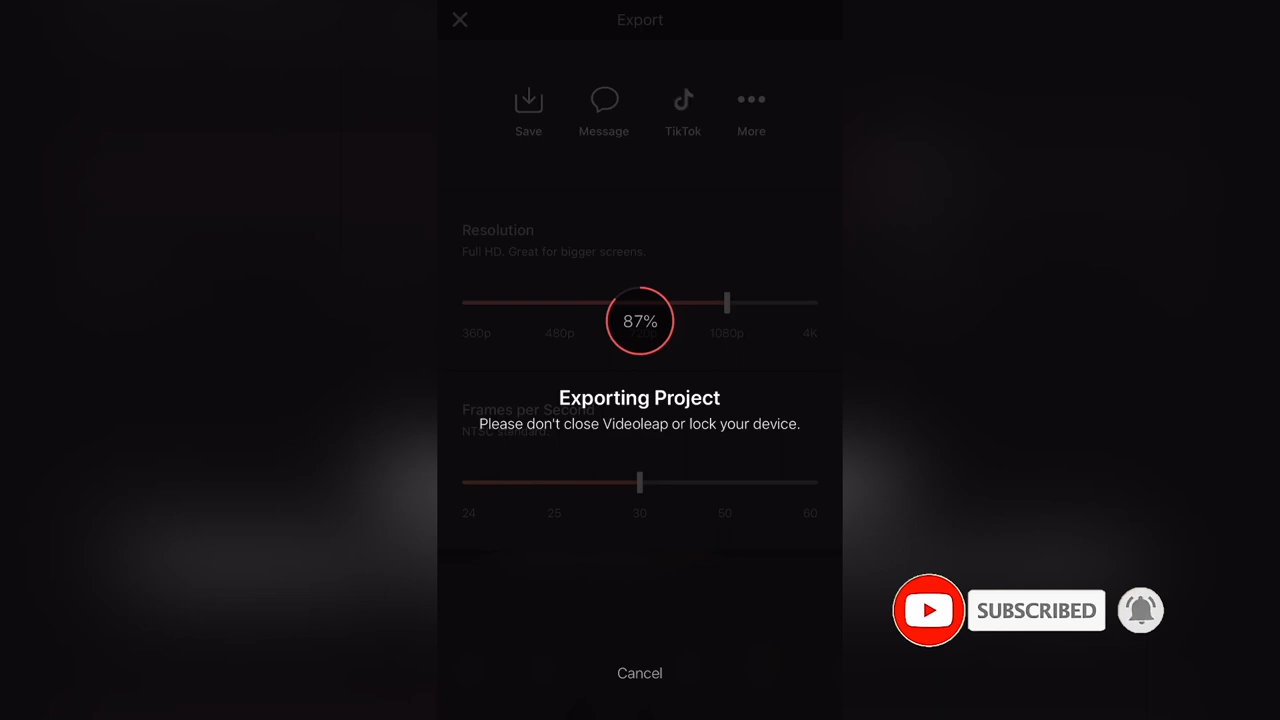 Export
Save Message TikTok More
Resolution
Full HD. Great for bigger screens.
87%
360p 480p 720p 1080p 4K
Exporting Project
Frames per Second
Please don't close Videoleap or lock your device.
NTSC standard.
24 25 30 50 60
SUBSCRIBED
Cancel